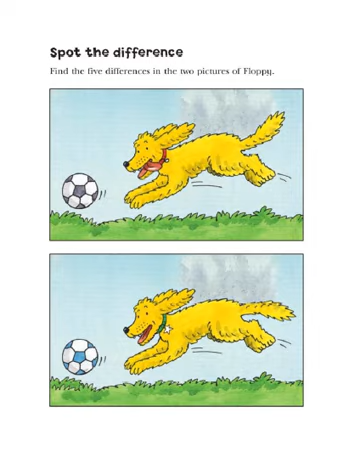 Spot the difference
Find the five differences in the two pictures of Floppy.